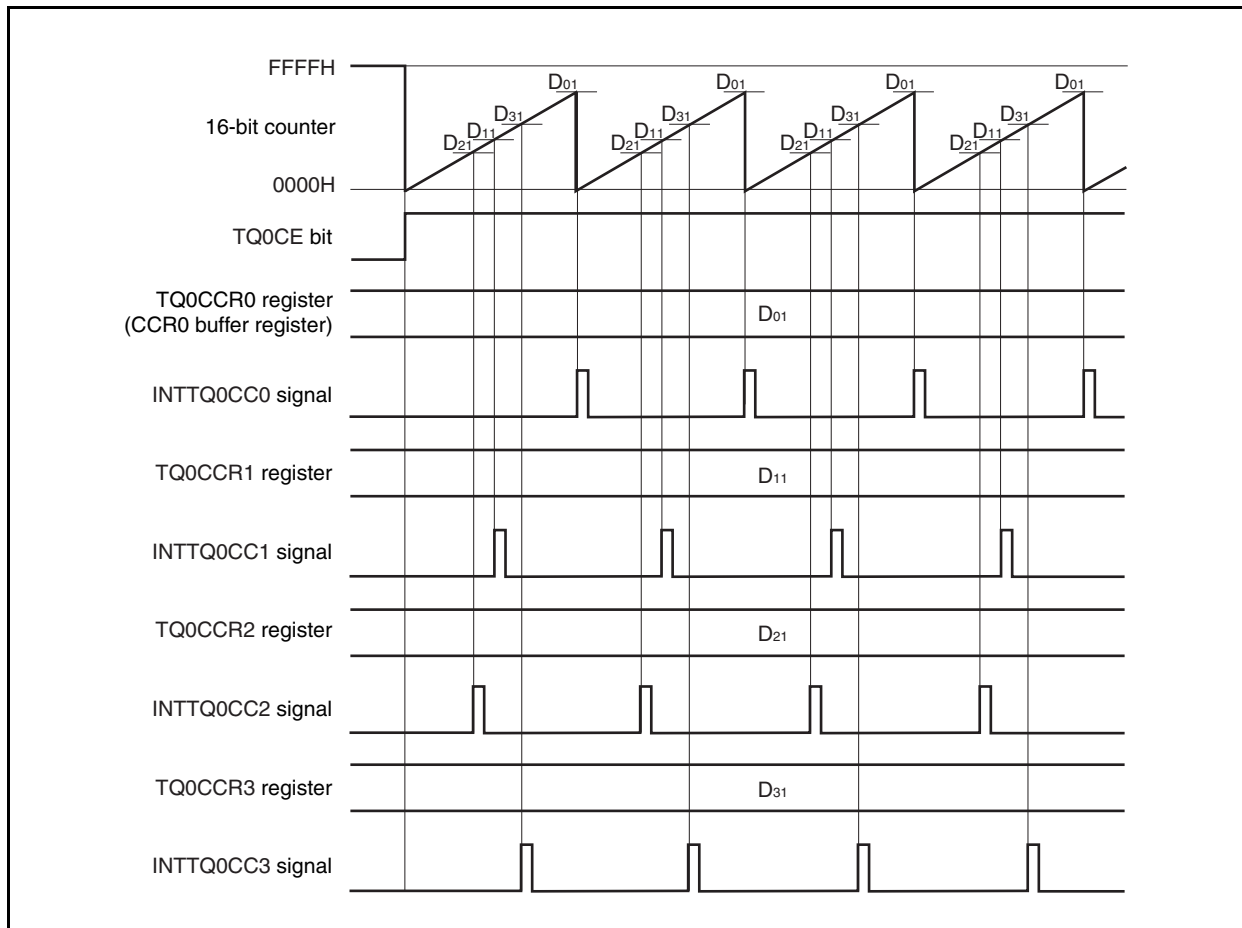 FFFFH
D01 D01 D01 D01
D31 D31 D31 D31
16-bit counter
D11 D11 D11 D11
D21 D21 D21 D21
0000H
TQ0CE bit
TQ0CCR0 register
(CCR0 buffer register)
D01
INTTQ0CC0 signal
TQ0CCR1 register
D11
INTTQ0CC1 signal
TQ0CCR2 register
D21
INTTQ0CC2 signal
TQ0CCR3 register
D31
INTTQ0CC3 signal